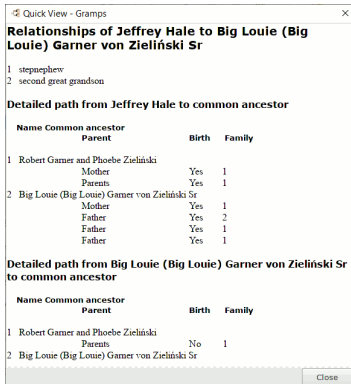 Quick View - Gramps
Relationships of Jeffrey Hale to Big Louie (Big
Louie) Garner von Zieliński Sr
1 stepnephew
2 second great grandson
Detailed path from Jeffrey Hale to common ancestor
Name Common ancestor
Parent Birth Family
1 Robert Garner and Phoebe Zieliński
Mother Yes 1
Parents Yes 1
2 Big Louie (Big Louie) Garner von Zieliński Sr
Mother Yes 1
Father Yes 2
Father Yes 1
Father Yes 1
Detailed path from Big Louie (Big Louie) Garner von Zieliński Sr
to common ancestor
Name Common ancestor
Parent Birth Family
1 Robert Garner and Phoebe Zieliński
Parents No 1
2 Big Louie (Big Louie) Garner von Zieliński Sr
Close